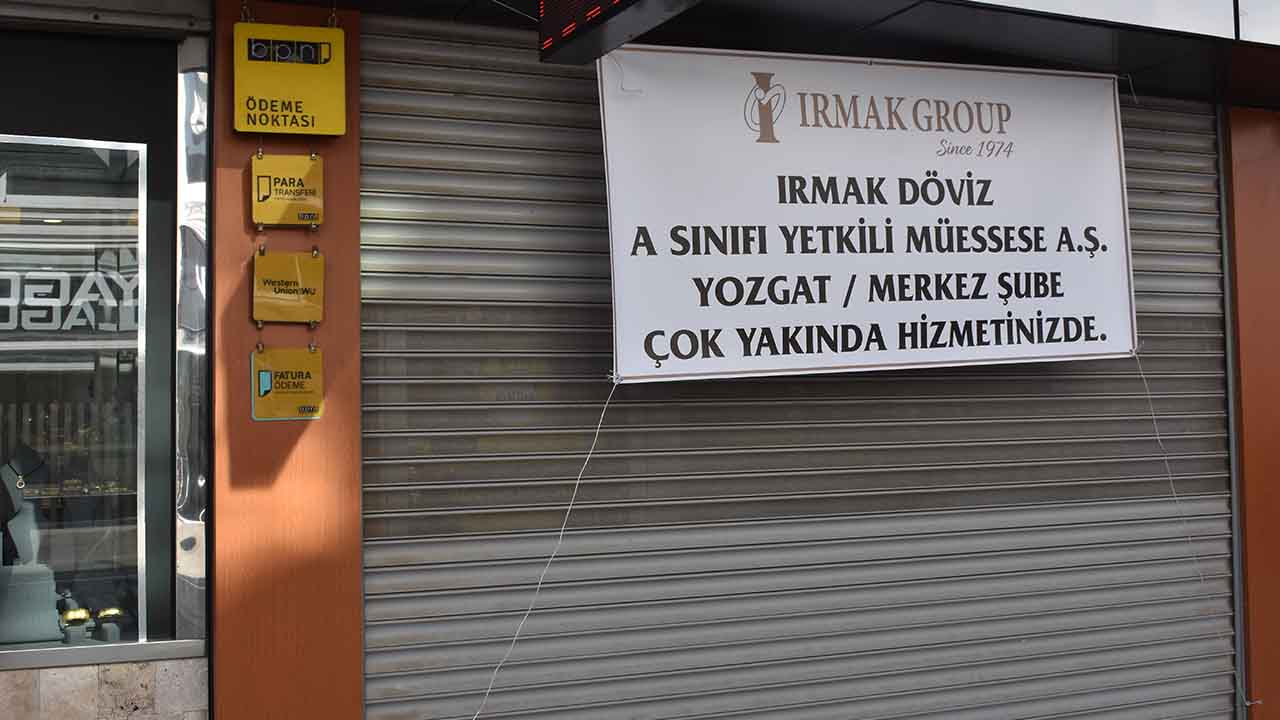 bpn
ÖDEME
NOKTASI
PARA
TRANSFERİ
Western
Union WU
FATURA
ÖDEME
IRMAK GROUP
Since 1974
IRMAK DÖVİZ
A SINIFI YETKİLİ MÜESSESE A.Ş.
YOZGAT / MERKEZ ŞUBE
ÇOK YAKINDA HİZMETİNİZDE.